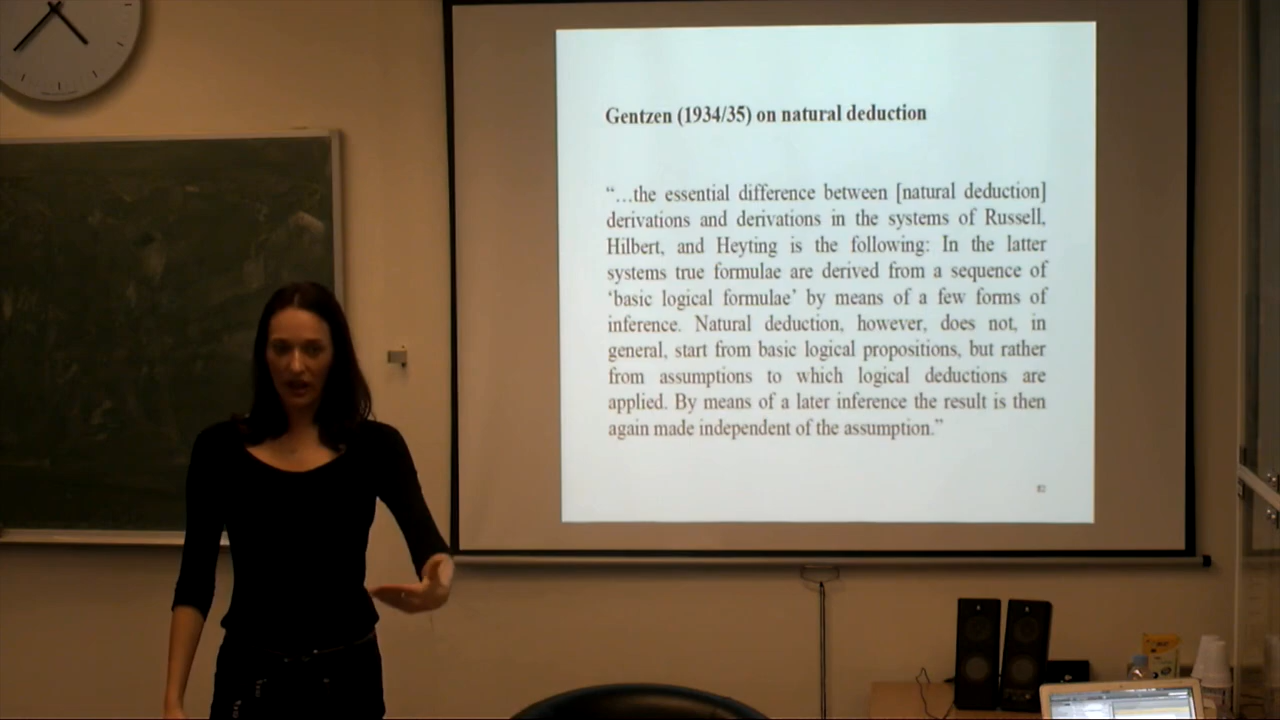 Gentzen (1934/35) on natural deduction
“…the essential difference between [natural deduction]
derivations and derivations in the systems of Russell,
Hilbert, and Heyting is the following: In the latter
systems true formulae are derived from a sequence of
‘basic logical formulae’ by means of a few forms of
inference. Natural deduction, however, does not, in
general, start from basic logical propositions, but rather
from assumptions to which logical deductions are
applied. By means of a later inference the result is then
again made independent of the assumption.”